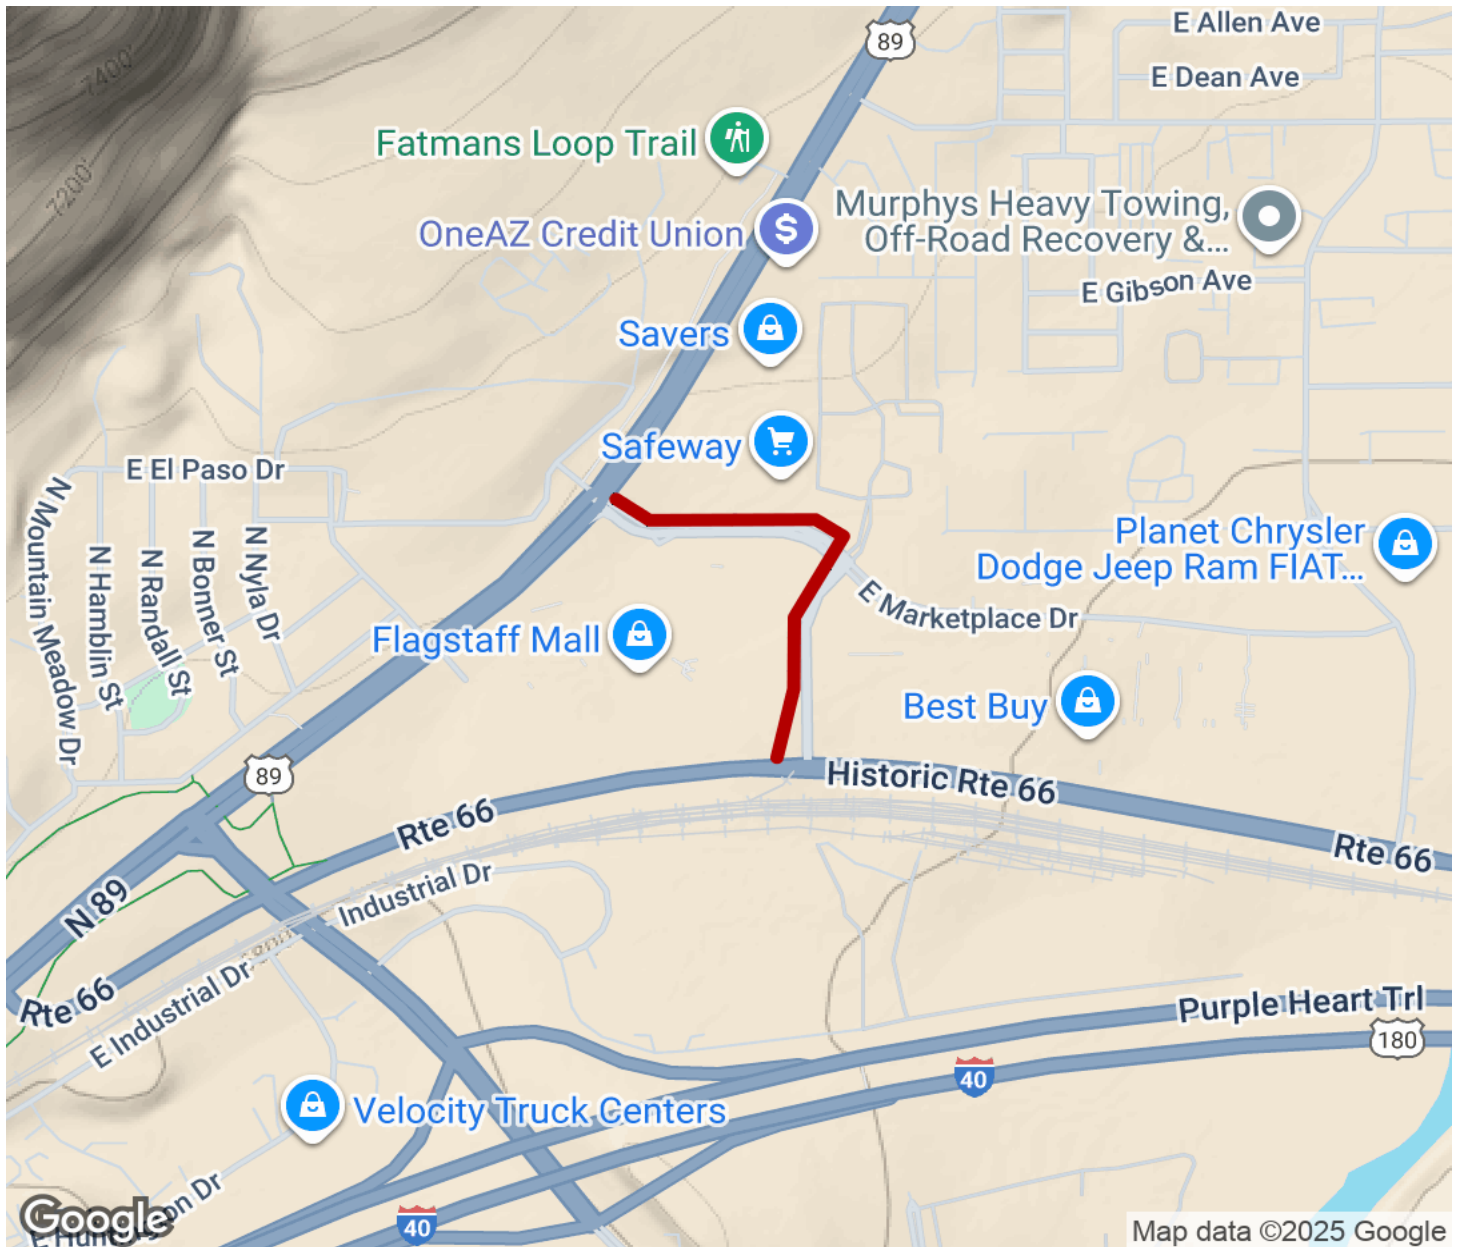 E Allen Ave
89
E Dean Ave
7400'
Fatmans Loop Trail
7200'
Murphys Heavy Towing,
Off-Road Recovery &...
OneAZ Credit Union
$
E Gibson Ave
Savers
Safeway
E El Paso Dr
N Mountain Meadow Dr
N Hamblin St
N Randall St
N Bonner St
N Nyla Dr
Planet Chrysler
Dodge Jeep Ram FIAT...
E Marketplace Dr
Flagstaff Mall
Best Buy
89
Historic Rte 66
Rte 66
Rte 66
Industrial Dr
N 89
Rte 66
E Industrial Dr
Purple Heart Trl
180
40
Velocity Truck Centers
40
Google
Map data ©2025 Google